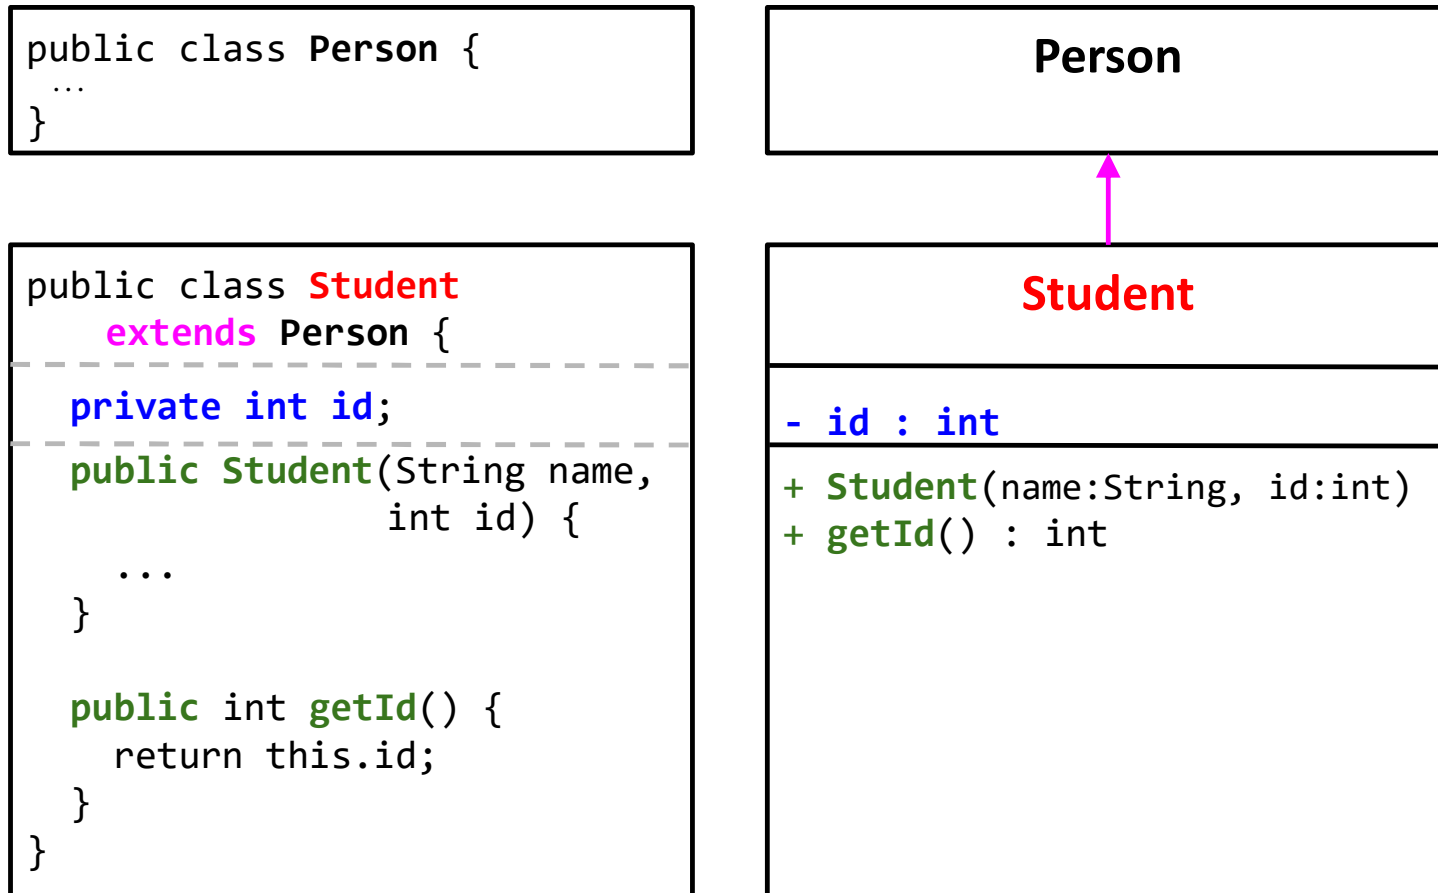 public class Person {
...
}
Person
public class Student
extends Person {
private int id;
public Student(String name,
int id) {
...
}
public int getId() {
return this.id;
}
}
Student
- id : int
+ Student(name:String, id:int)
+ getId() : int